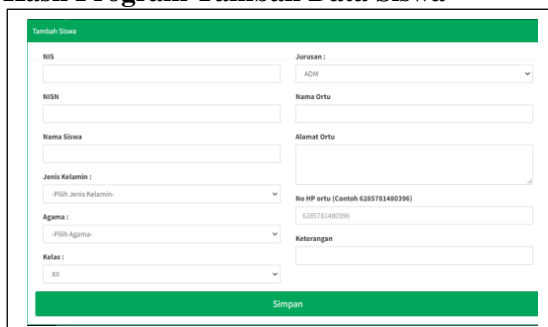 Hasil Program Tambah Data Siswa
Tambah Siswa
NIS
NISN
Nama Siswa
Jenis Kelamin :
-Pilih Jenis Kelamin-
Agama :
-Pilih Agama-
Kelas :
XII
Jurusan :
ADM
Nama Ortu
Alamat Ortu
No HP ortu (Contoh 6285781480396)
6285781480396
Keterangan
Simpan